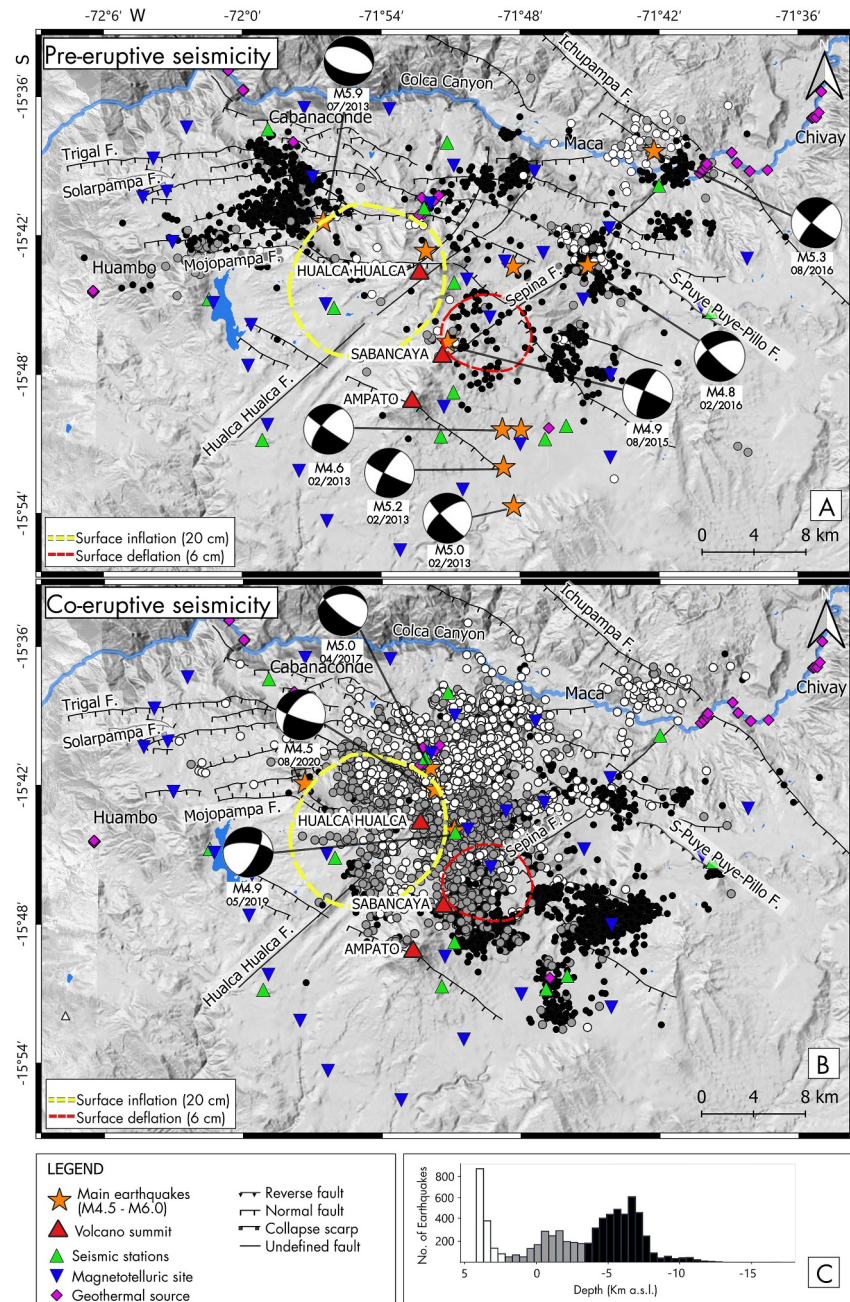 -72°6' W -72°0' -71°54' -71°48' -71°42' -71°36'
S
Pre-eruptive seismicity
-15°36'
-15°42'
-15°48'
-15°54'
M5.9
07/2013
Colca Canyon
Ichupampa F.
N
Cabanaconde
Maca
Chivay
Trigal F.
Solarpampa F.
M5.3
08/2016
Huambo
Mojopampa F.
HUALCA HUALCA
Sepina F.
S-Puye Puye-Pillo F.
SABANCAYA
M4.8
02/2016
AMPATO
M4.9
08/2015
Hualca Hualca F.
M4.6
02/2013
M5.2
02/2013
M5.0
02/2013
A
Surface inflation (20 cm)
Surface deflation (6 cm)
0 4 8 km
Co-eruptive seismicity
-15°36'
-15°42'
-15°48'
-15°54'
M5.0
04/2017
Colca Canyon
Ichupampa F.
N
Cabanaconde
Maca
Chivay
Trigal F.
Solarpampa F.
M4.5
08/2020
Huambo
Mojopampa F.
HUALCA HUALCA
Sepina F.
S-Puye Puye-Pillo F.
M4.9
05/2019
SABANCAYA
AMPATO
Hualca Hualca F.
B
Surface inflation (20 cm)
Surface deflation (6 cm)
0 4 8 km
LEGEND
Main earthquakes
(M4.5 - M6.0)
Volcano summit
Seismic stations
Magnetotelluric site
Geothermal source
Reverse fault
Normal fault
Collapse scarp
Undefined fault
No. of Earthquakes
800
600
400
200
5 0 -5 -10 -15
Depth (Km a.s.l.)
C